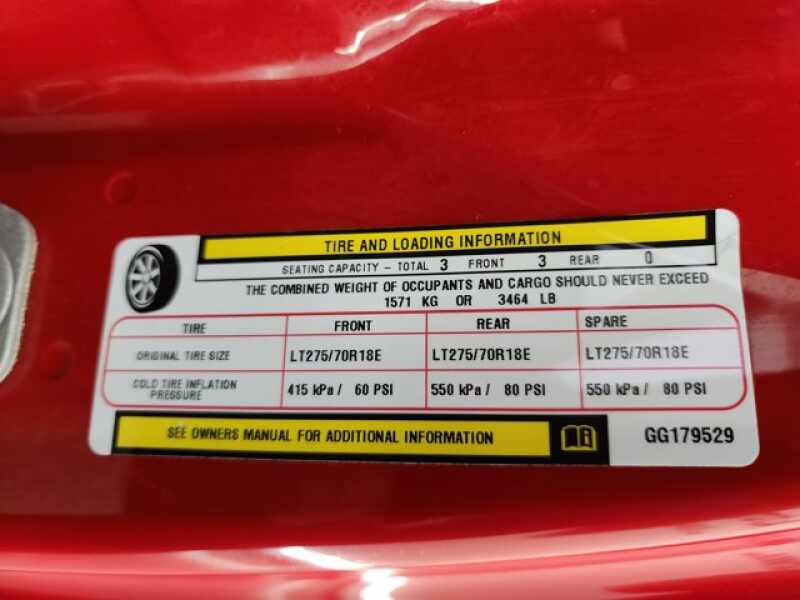 TIRE AND LOADING INFORMATION
SEATING CAPACITY - TOTAL 3 FRONT 3 REAR 0
THE COMBINED WEIGHT OF OCCUPANTS AND CARGO SHOULD NEVER EXCEED
1571 KG OR 3464 LB
TIRE FRONT REAR SPARE
ORIGINAL TIRE SIZE LT275/70R18E LT275/70R18E LT275/70R18E
COLD TIRE INFLATION
PRESSURE 415 kPa / 60 PSI 550 kPa / 80 PSI 550 kPa / 80 PSI
SEE OWNERS MANUAL FOR ADDITIONAL INFORMATION GG179529